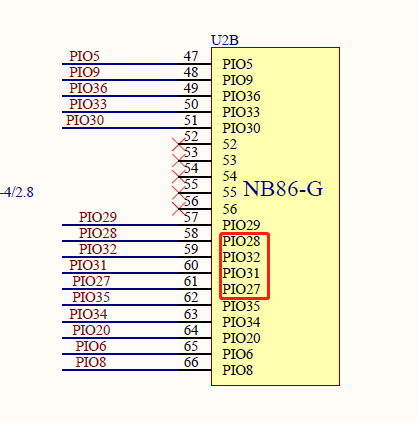 U2B
PIO5 47 PIO5
PIO9 48 PIO9
PIO36 49 PIO36
PIO33 50 PIO33
PIO30 51 PIO30
52 52
53 53
54 54
-4/2.8 55 55 NB86-G
56 56
PIO29 57 PIO29
PIO28 58 PIO28
PIO32 59 PIO32
PIO31 60 PIO31
PIO27 61 PIO27
PIO35 62 PIO35
PIO34 63 PIO34
PIO20 64 PIO20
PIO6 65 PIO6
PIO8 66 PIO8